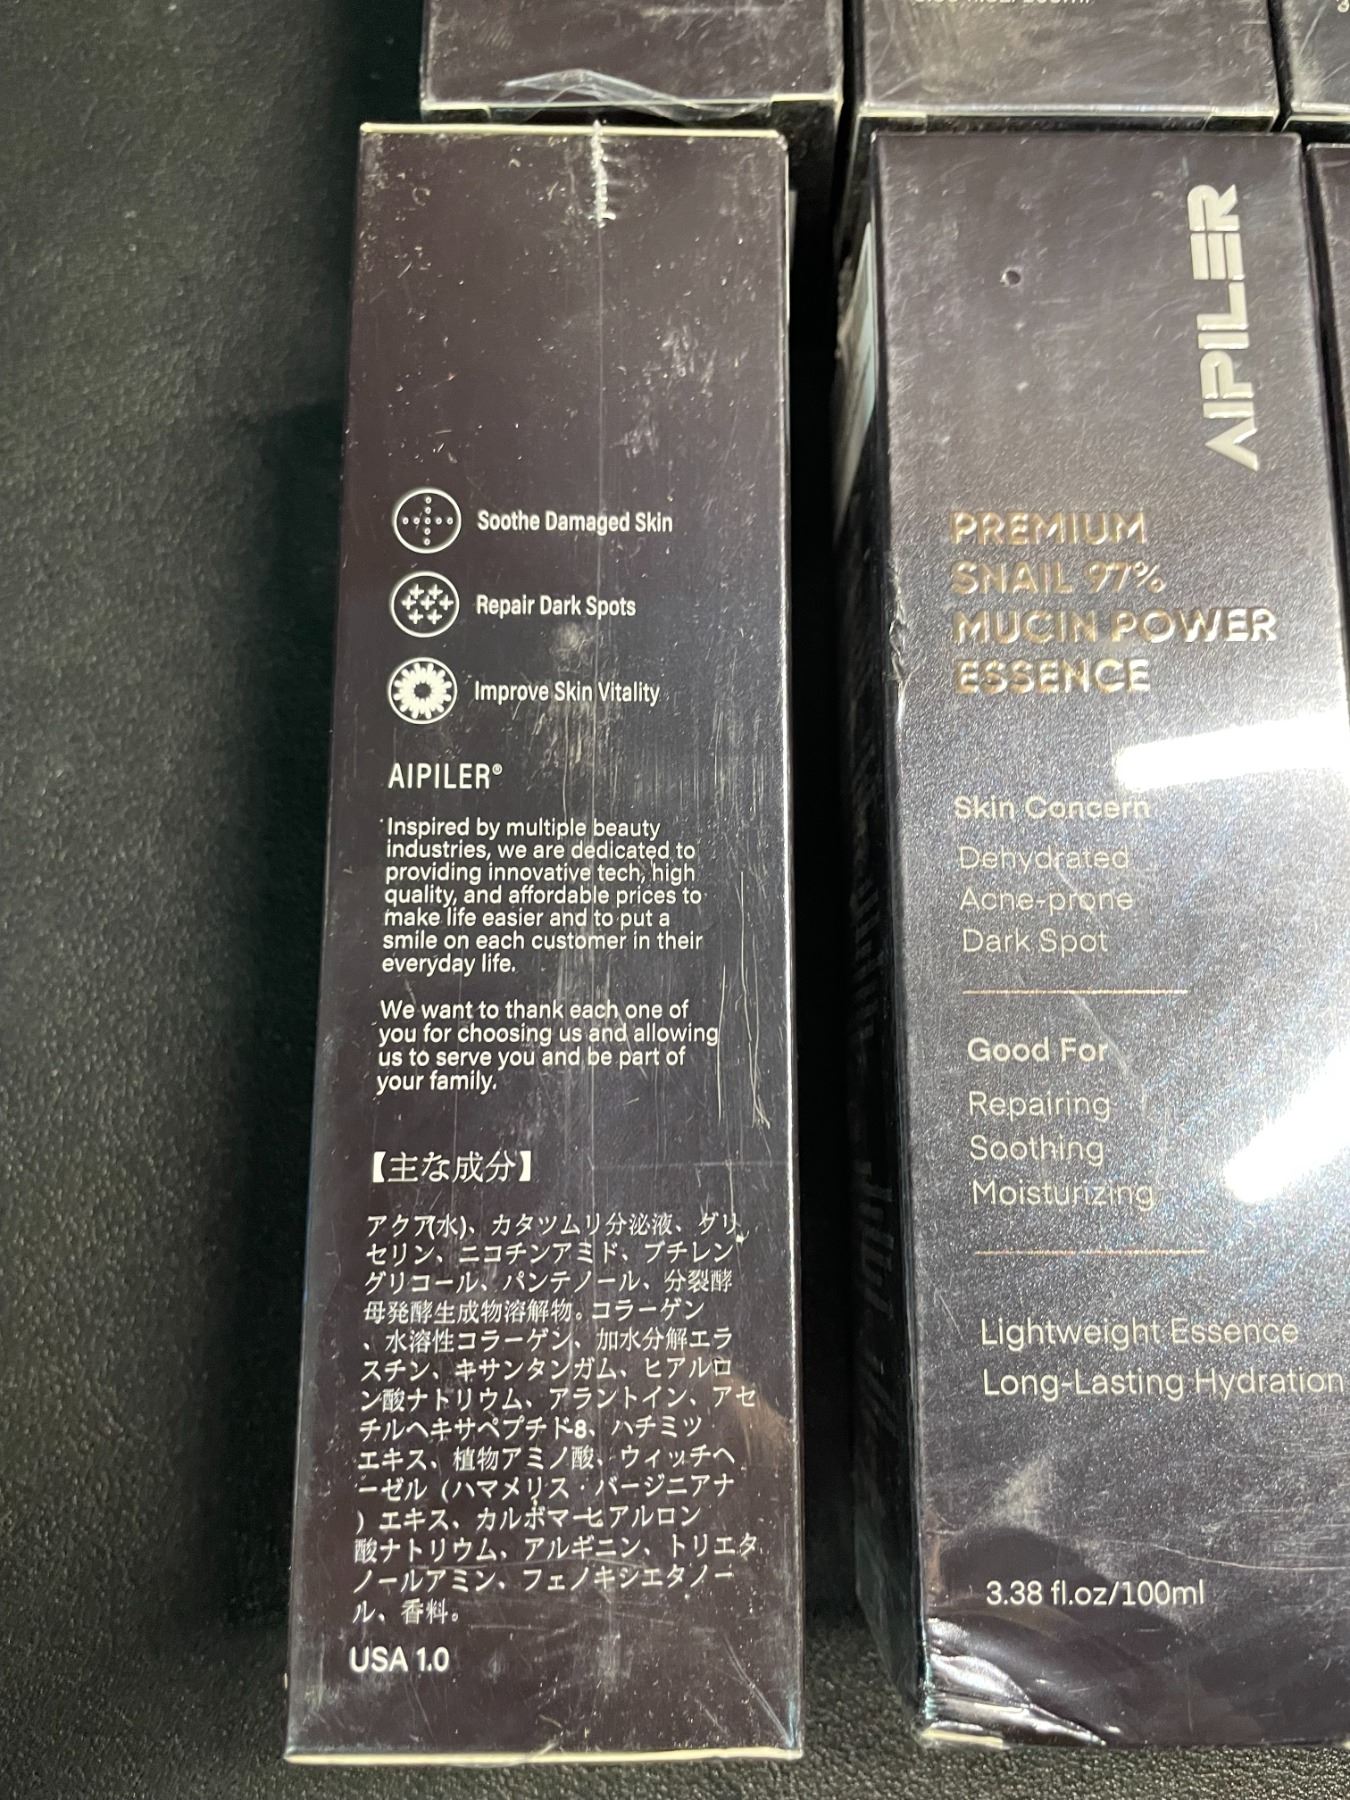 Soothe Damaged Skin
Repair Dark Spots
Improve Skin Vitality
AIPILER®
Inspired by multiple beauty
industries, we are dedicated to
providing innovative tech, high
quality, and affordable prices to
make life easier and to put a
smile on each customer in their
everyday life.
We want to thank each one of
you for choosing us and allowing
us to serve you and be part of
your family.
【主な成分】
アクア(水)、カタツムリ分泌液、グリ
セリン、ニコチンアミド、ブチレン
グリコール、パンテノール、分裂酵
母発酵生成物溶解物。コラーゲン
、水溶性コラーゲン、加水分解エラ
スチン、キサンタンガム、ヒアルロ
ン酸ナトリウム、アラントイン、アセ
チルヘキサペプチド8、ハチミツ
エキス、植物アミノ酸、ウィッチヘ
ーゼル（ハマメリス・バージニアナ
）エキス、カルボマーヒアルロン
酸ナトリウム、アルギニン、トリエタ
ノールアミン、フェノキシエタノー
ル、香料。
USA 1.0
AIPILER
PREMIUM
SNAIL 97%
MUCIN POWER
ESSENCE
Skin Concern
Dehydrated
Acne-prone
Dark Spot
Good For
Repairing
Soothing
Moisturizing
Lightweight Essence
Long-Lasting Hydration
3.38 fl.oz/100ml